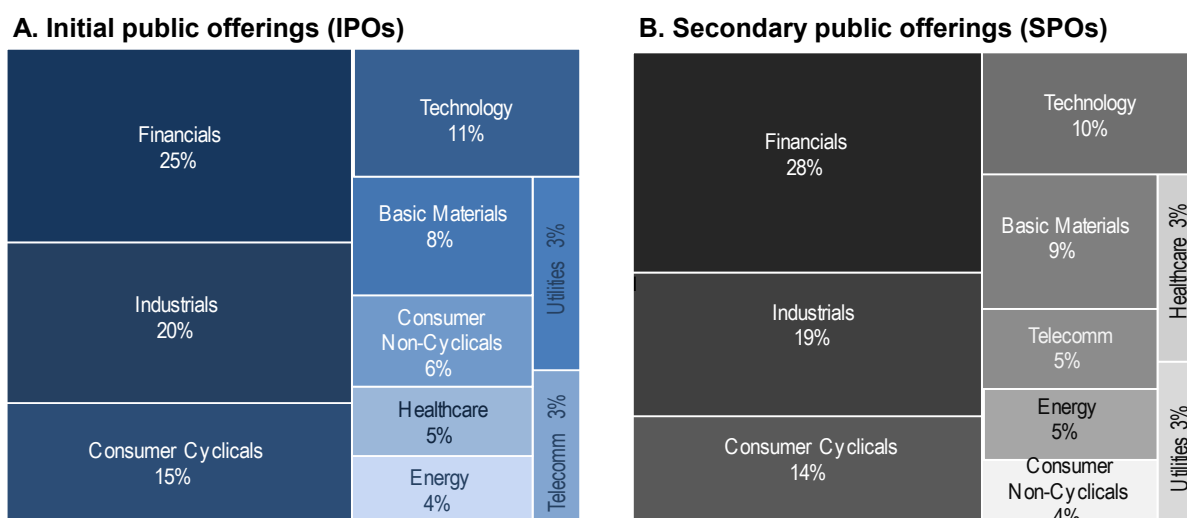 A. Initial public offerings (IPOs)
Financials
25%
Technology
11%
Basic Materials
8%
Utilities 3%
Industrials
20%
Consumer
Non-Cyclicals
6%
Healthcare
5%
Telecomm 3%
Consumer Cyclicals
15%
Energy
4%
B. Secondary public offerings (SPOs)
Financials
28%
Technology
10%
Basic Materials
9%
Healthcare 3%
Industrials
19%
Telecomm
5%
Energy
5%
Utilities 3%
Consumer Cyclicals
14%
Consumer
Non-Cyclicals
4%